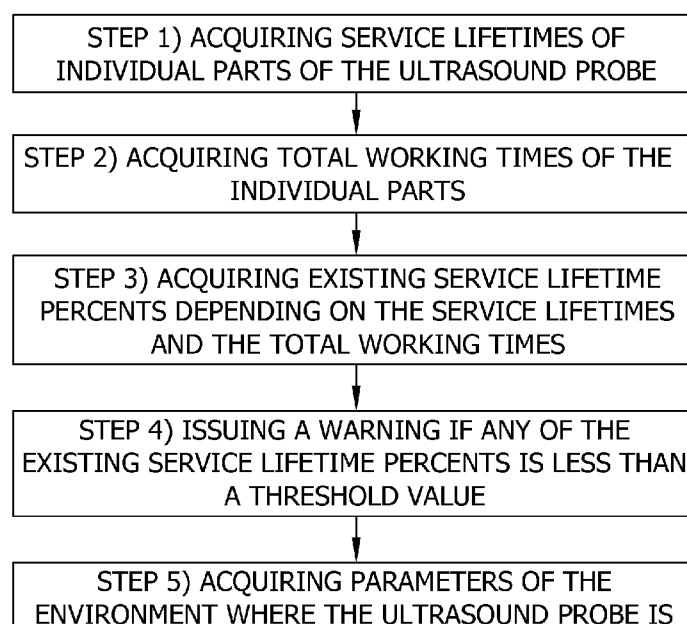 STEP 1) ACQUIRING SERVICE LIFETIMES OF
INDIVIDUAL PARTS OF THE ULTRASOUND PROBE
STEP 2) ACQUIRING TOTAL WORKING TIMES OF THE
INDIVIDUAL PARTS
STEP 3) ACQUIRING EXISTING SERVICE LIFETIME
PERCENTS DEPENDING ON THE SERVICE LIFETIMES
AND THE TOTAL WORKING TIMES
STEP 4) ISSUING A WARNING IF ANY OF THE
EXISTING SERVICE LIFETIME PERCENTS IS LESS THAN
A THRESHOLD VALUE
STEP 5) ACQUIRING PARAMETERS OF THE
ENVIRONMENT WHERE THE ULTRASOUND PROBE IS